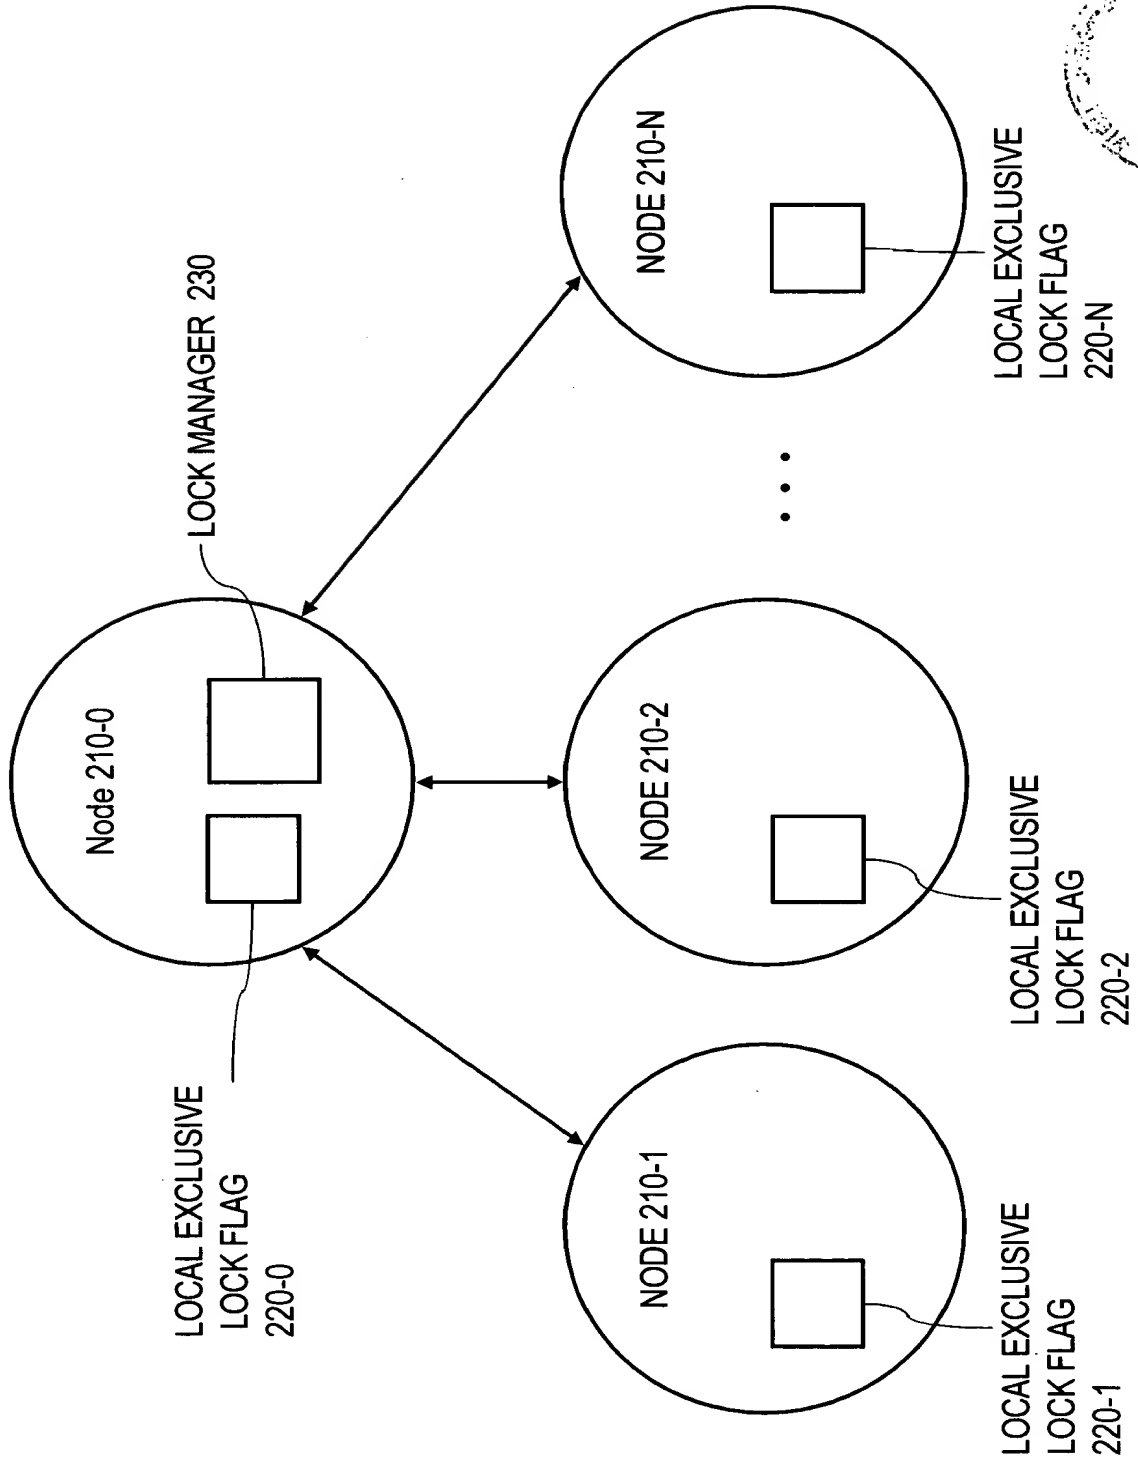 Node 210-0
LOCK MANAGER 230
LOCAL EXCLUSIVE
LOCK FLAG
220-0
NODE 210-1
LOCAL EXCLUSIVE
LOCK FLAG
220-1
NODE 210-2
LOCAL EXCLUSIVE
LOCK FLAG
220-2
NODE 210-N
LOCAL EXCLUSIVE
LOCK FLAG
220-N